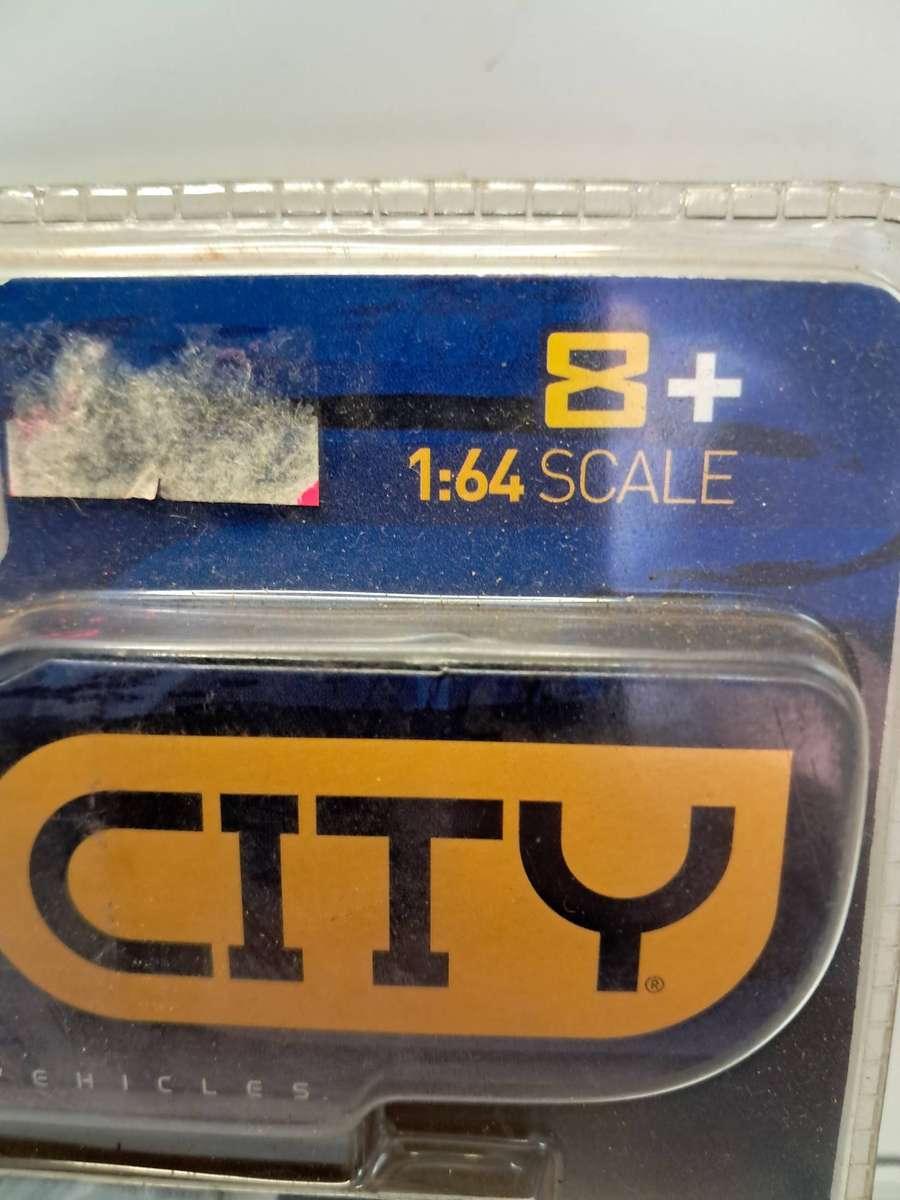 8+
1:64 SCALE
CITY®
EHICLES